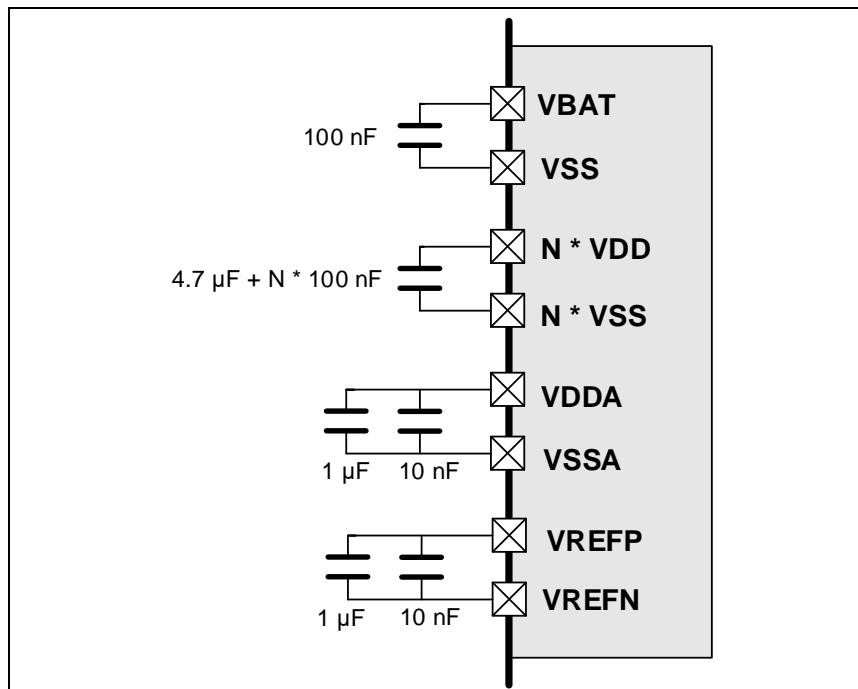 VBAT
100 nF
VSS
N * VDD
4.7 µF + N * 100 nF
N * VSS
VDDA
VSSA
1 µF 10 nF
VREFP
VREFN
1 µF 10 nF